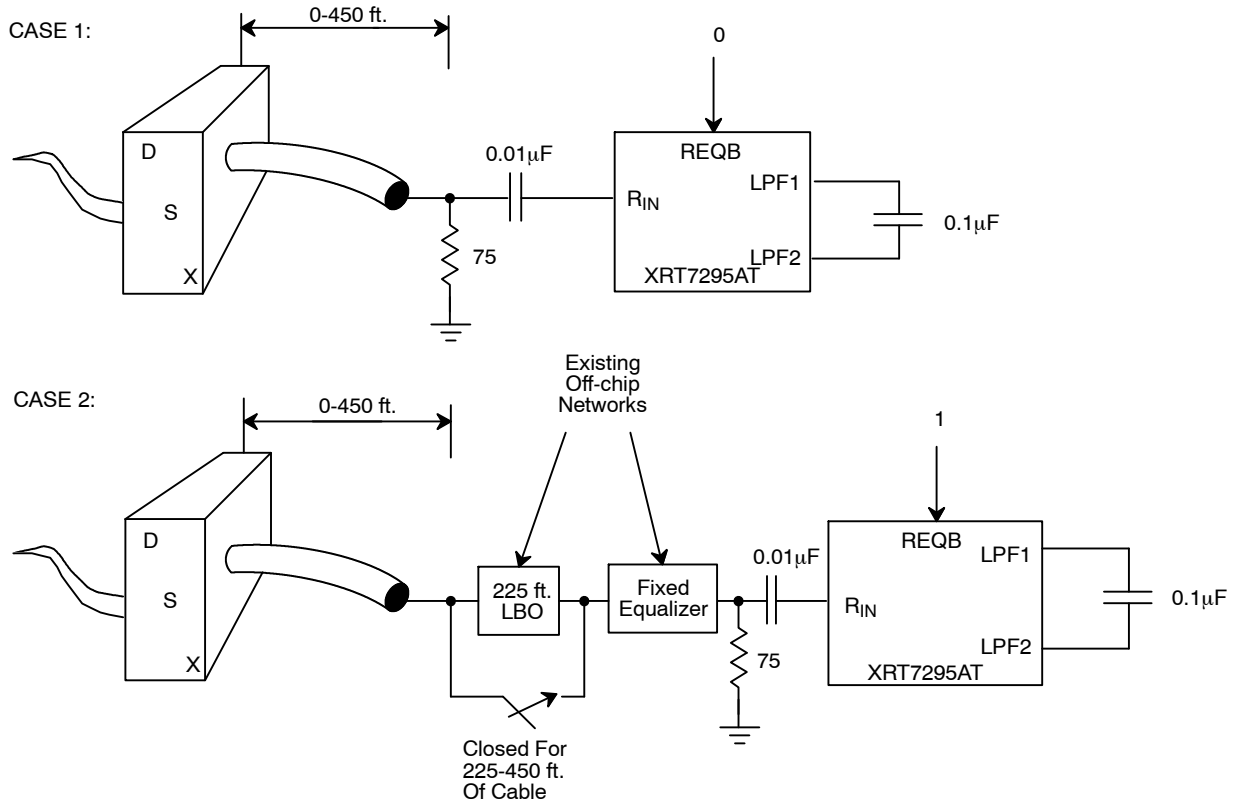 CASE 1:
0-450 ft.
0
D
S
X
0.01μF
75
REQB
RIN
LPF1
LPF2
XRT7295AT
0.1μF
CASE 2:
0-450 ft.
Existing
Off-chip
Networks
1
D
S
X
225 ft.
LBO
Fixed
Equalizer
0.01μF
75
REQB
RIN
LPF1
LPF2
XRT7295AT
0.1μF
Closed For
225-450 ft.
Of Cable